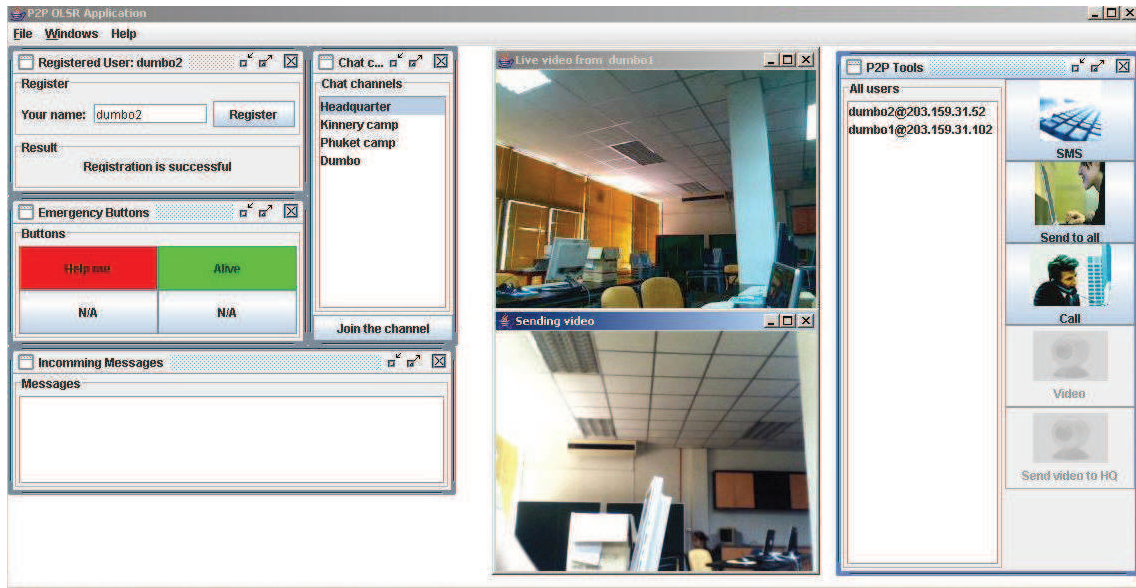 P2P OLSR Application
File Windows Help
Registered User: dumbo2
Register
Your name: dumbo2 Register
Result
Registration is successful
Emergency Buttons
Buttons
Help me Alive
N/A N/A
Incomming Messages
Messages
Chat c...
Chat channels
Headquarter
Kinnery camp
Phuket camp
Dumbo
Join the channel
Live video from dumbo1
Sending video
P2P Tools
All users
dumbo2@203.159.31.52
dumbo1@203.159.31.102
SMS
Send to all
Call
Video
Send video to HQ